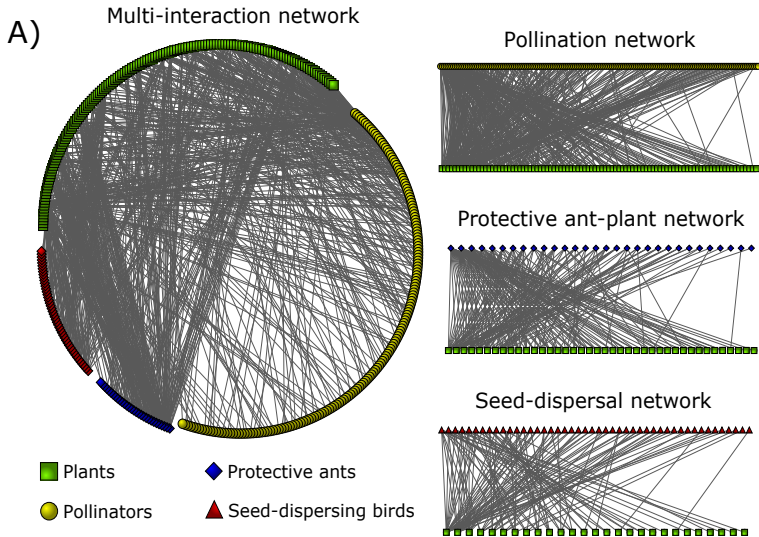 A)
Multi-interaction network
Pollination network
Protective ant-plant network
Seed-dispersal network
Plants
Protective ants
Pollinators
Seed-dispersing birds